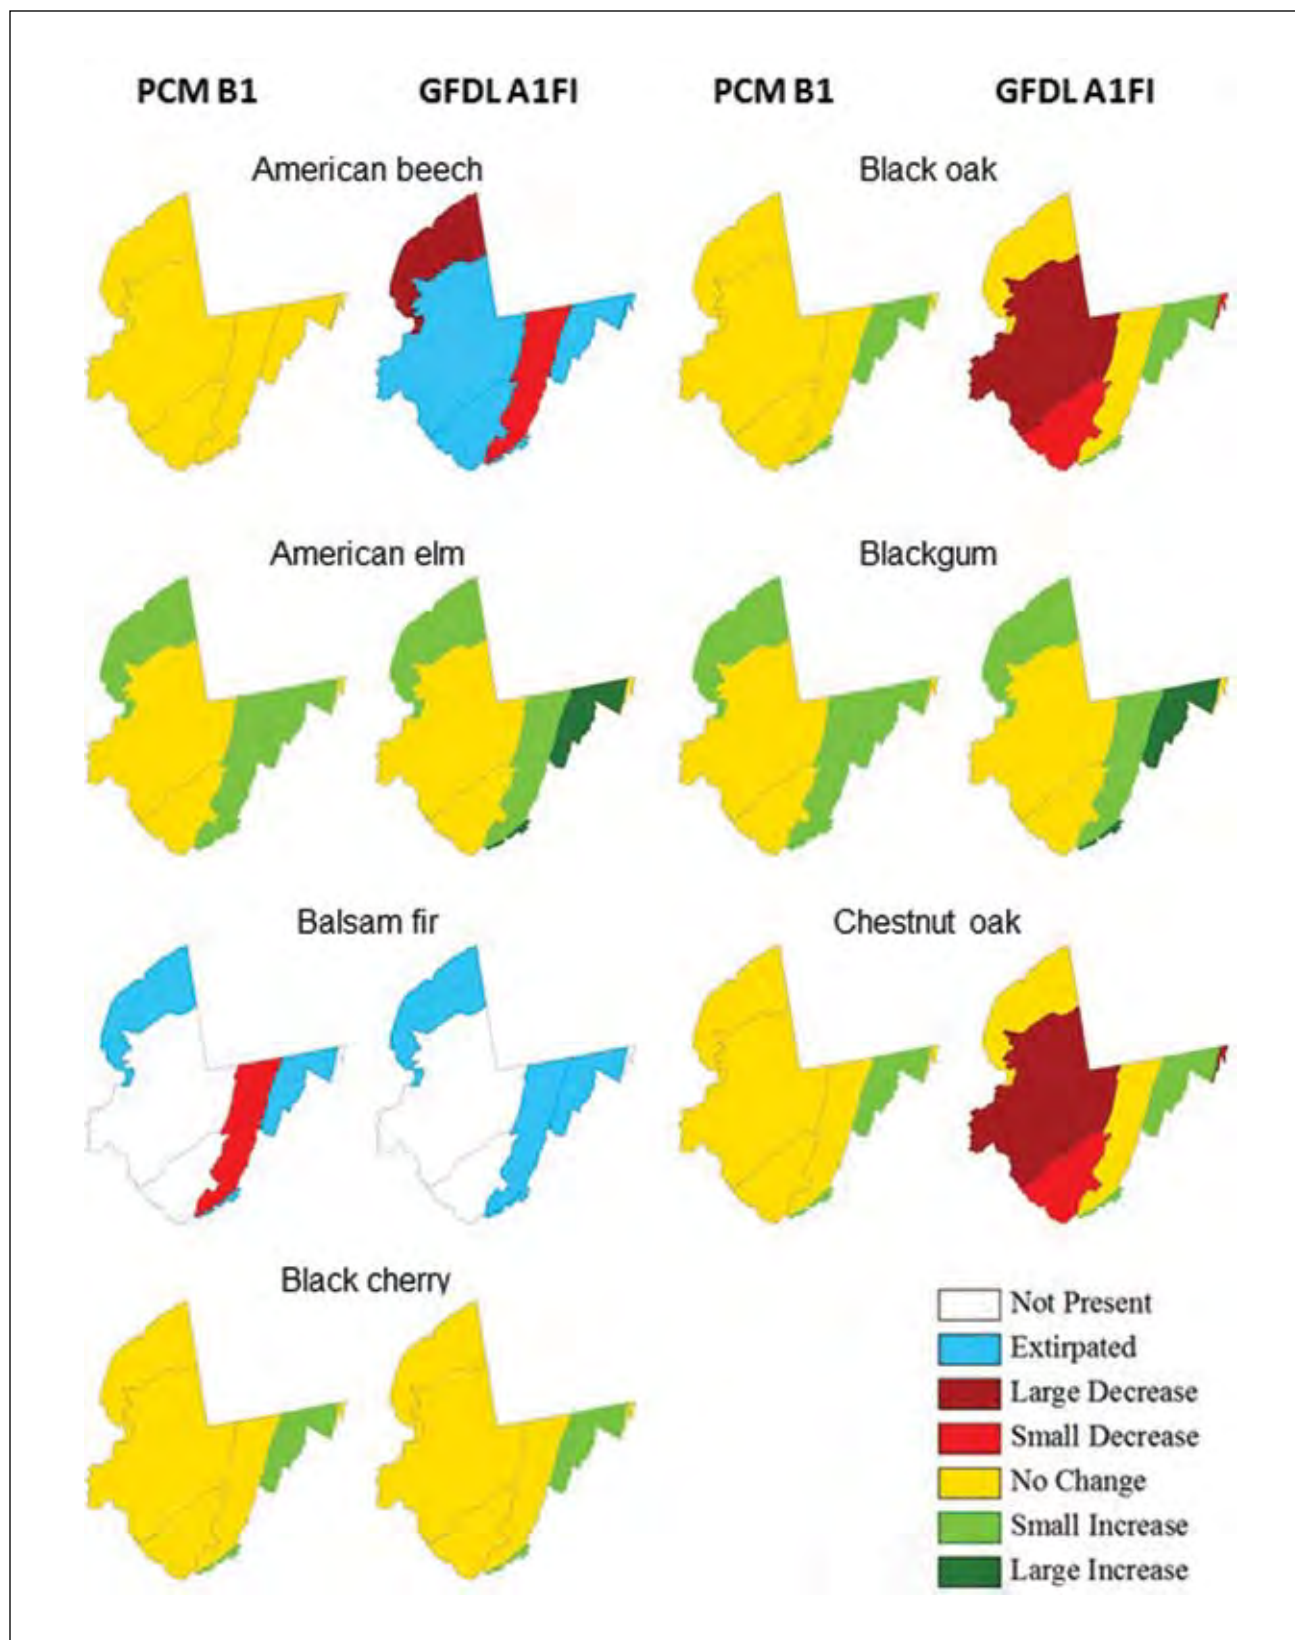 PCM B1 GFDL A1FI PCM B1 GFDL A1FI
American beech Black oak
American elm Blackgum
Balsam fir Chestnut oak
Black cherry
Not Present
Extirpated
Large Decrease
Small Decrease
No Change
Small Increase
Large Increase